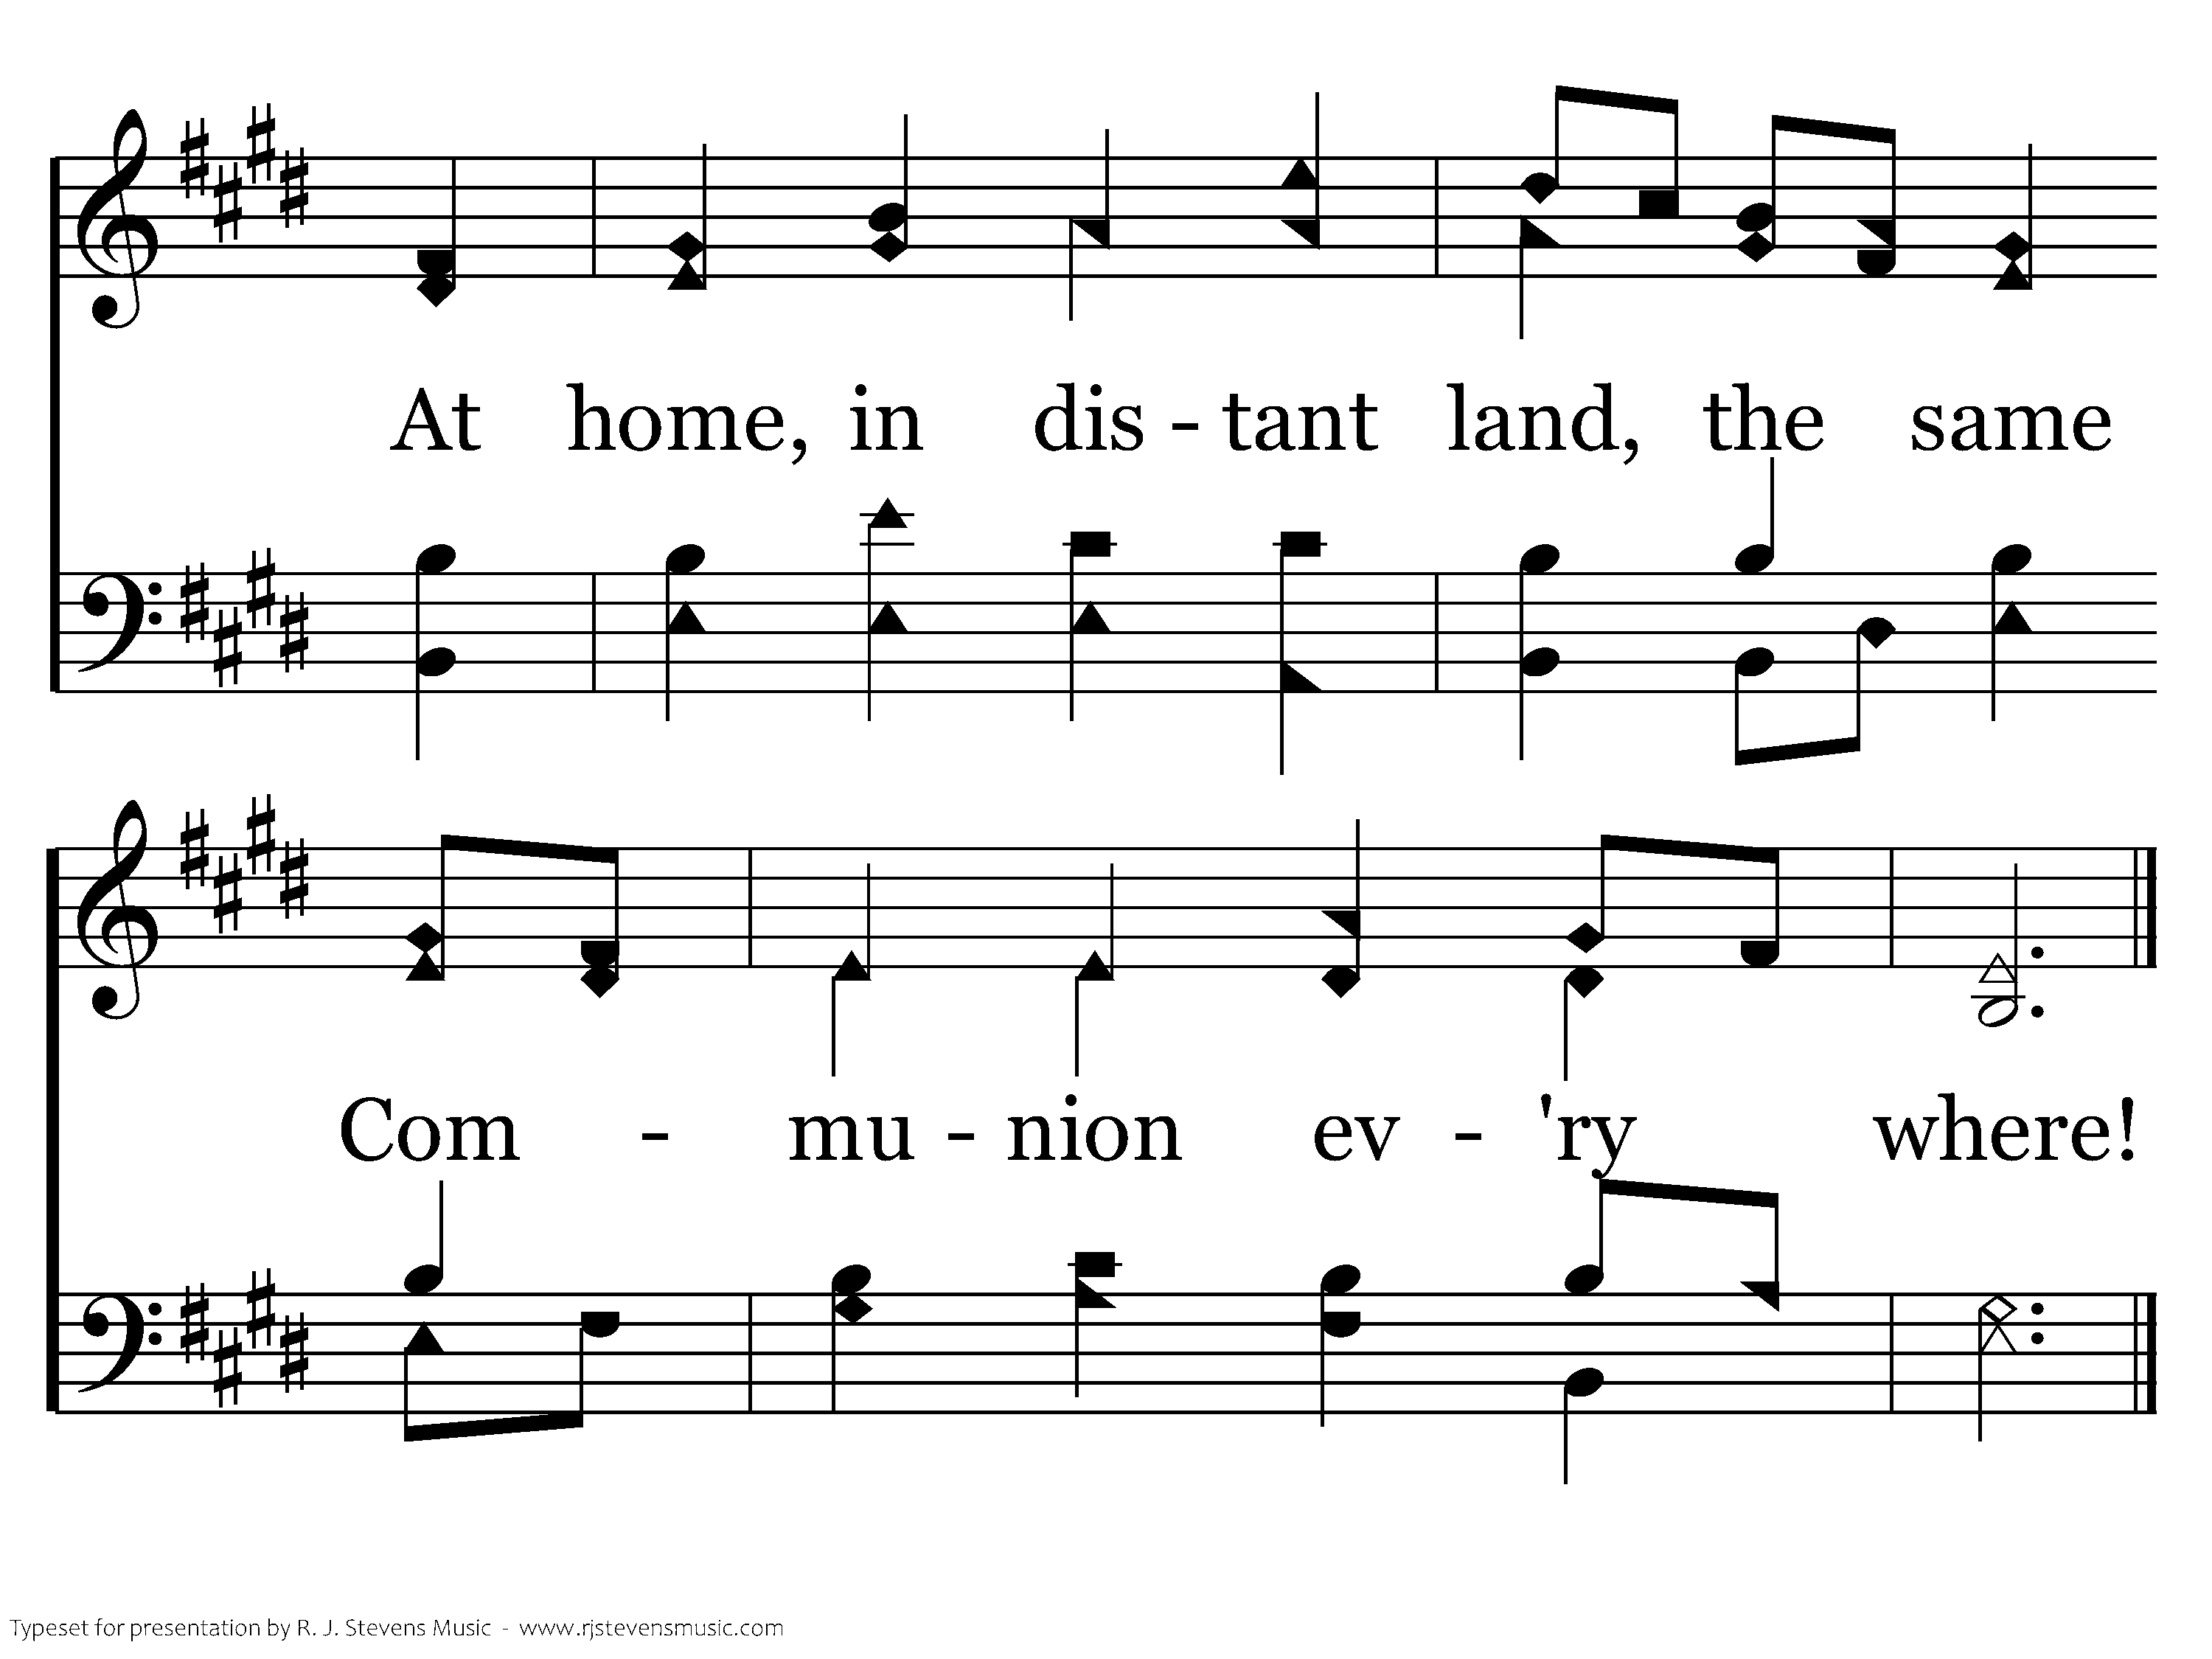 At home, in dis - tant land, the same
Com - mu - nion ev - 'ry where!
Typeset for presentation by R. J. Stevens Music - www.rjstevensmusic.com